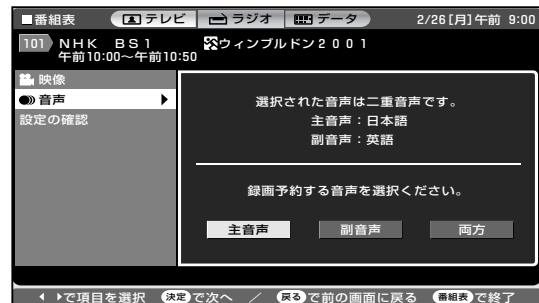 ■番組表 テレビ ラジオ データ 2/26[月]午前 9:00
101 NHK BS1 ウィンブルドン2001
午前10:00〜午前10:50
映像
音声
設定の確認
選択された音声は二重音声です。
主音声：日本語
副音声：英語
録画予約する音声を選択ください。
主音声 副音声 両方
で項目を選択 決定で次へ ／ 戻るで前の画面に戻る 番組表で終了